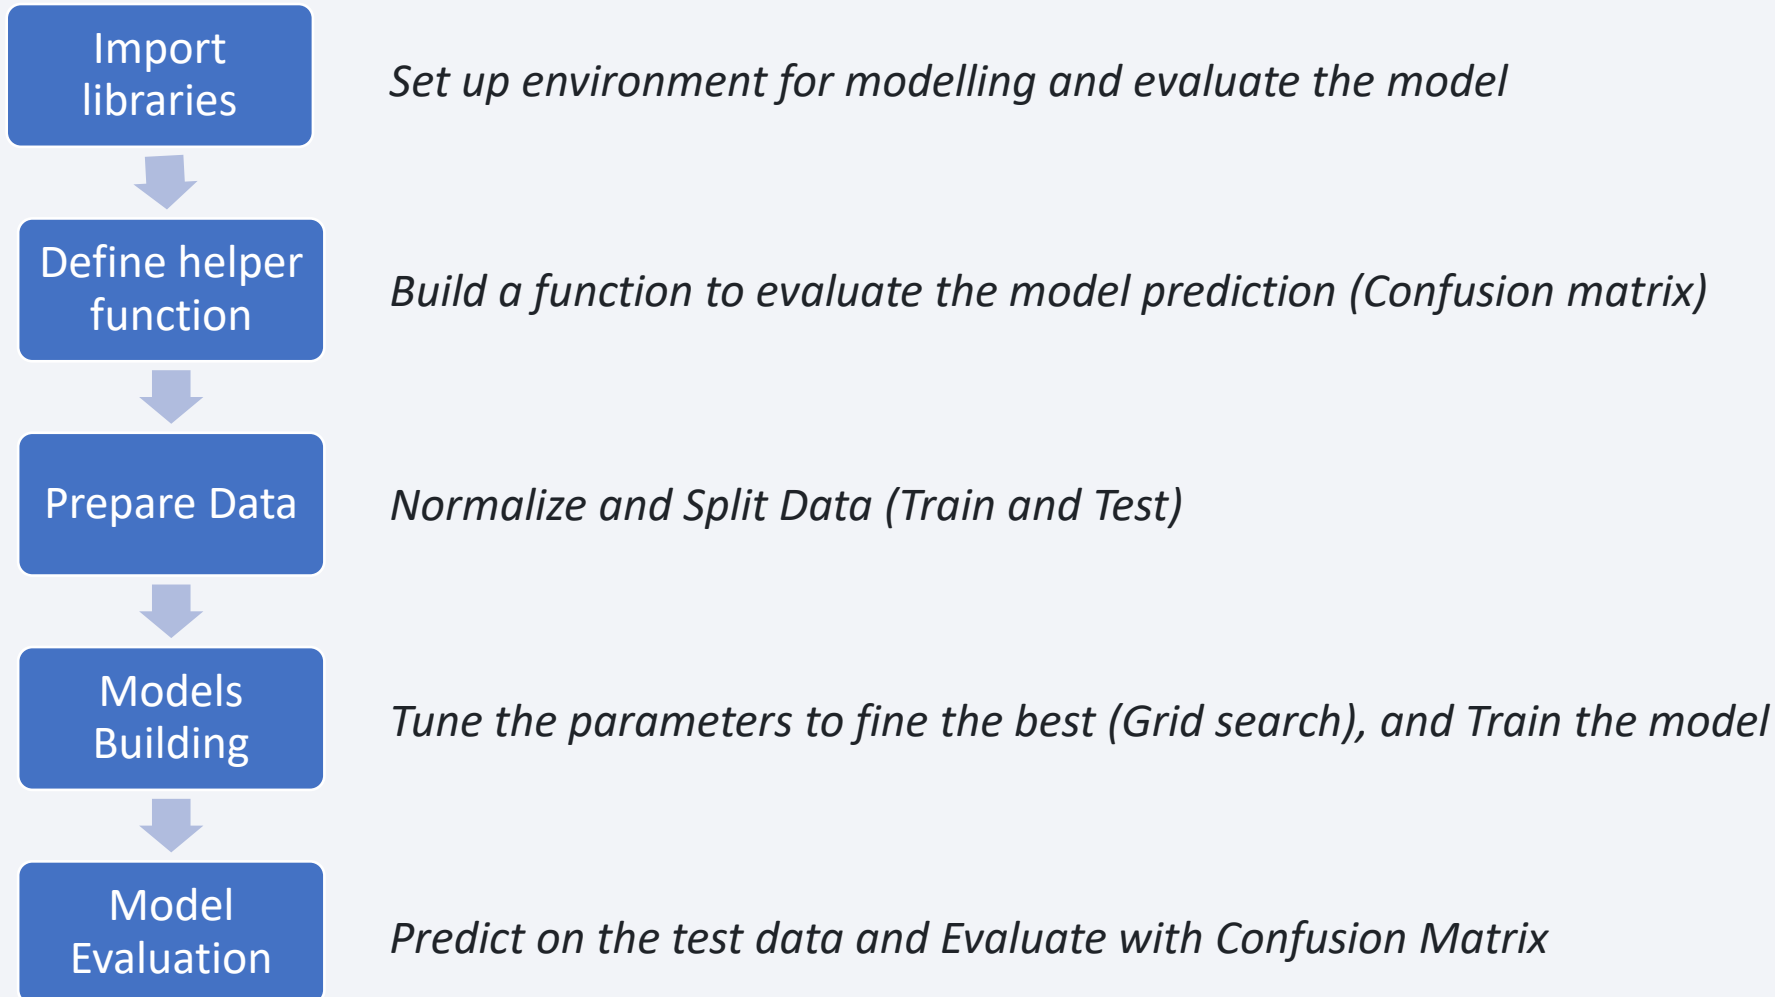 Import
libraries
Set up environment for modelling and evaluate the model
Define helper
function
Build a function to evaluate the model prediction (Confusion matrix)
Prepare Data
Normalize and Split Data (Train and Test)
Models
Building
Tune the parameters to fine the best (Grid search), and Train the model
Model
Evaluation
Predict on the test data and Evaluate with Confusion Matrix